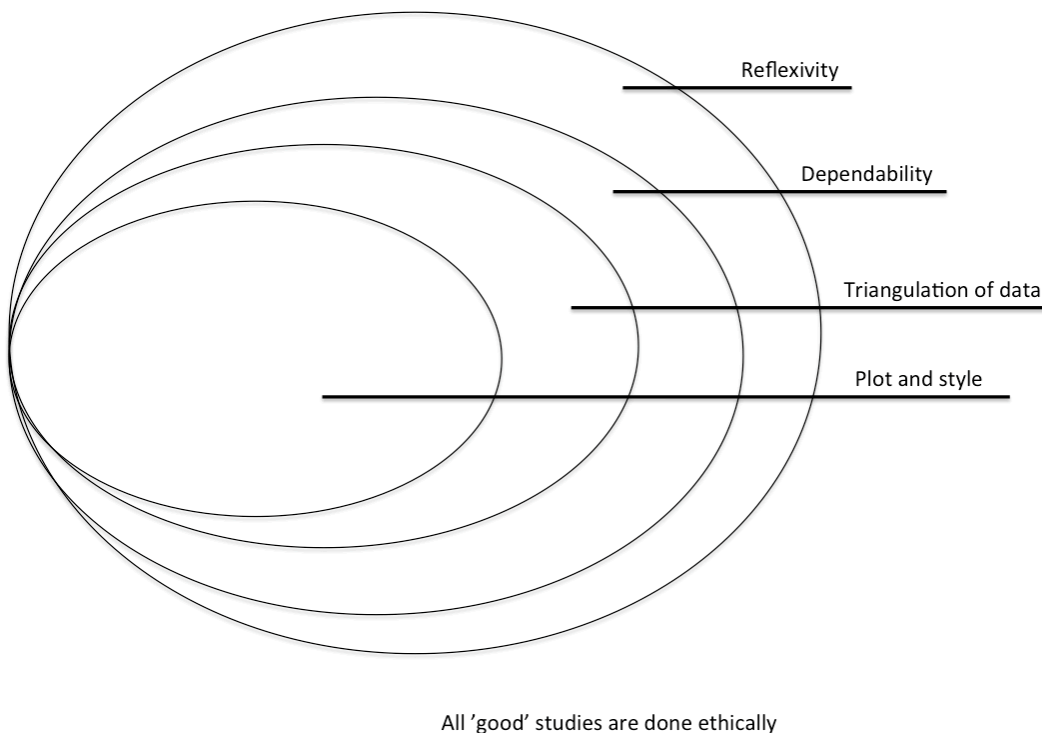 Reflexivity
Dependability
Triangulation of data
Plot and style
All ’good’ studies are done ethically